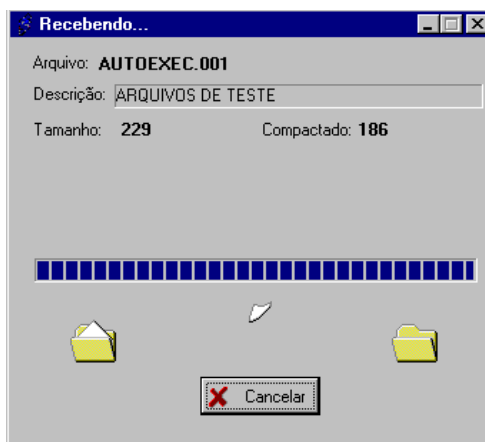 Recebendo...
Arquivo: AUTOEXEC.001
Descrição: ARQUIVOS DE TESTE
Tamanho: 229 Compactado: 186
Cancelar